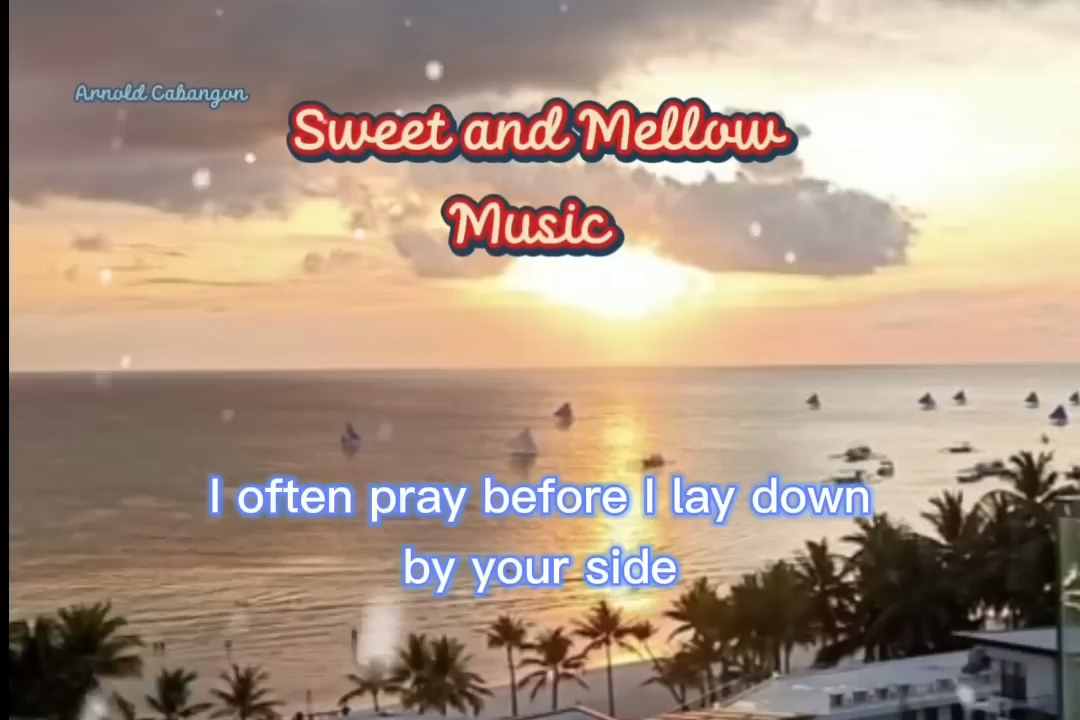 Arnold Cabangon
Sweet and Mellow
Music
I often pray before I lay down
by your side